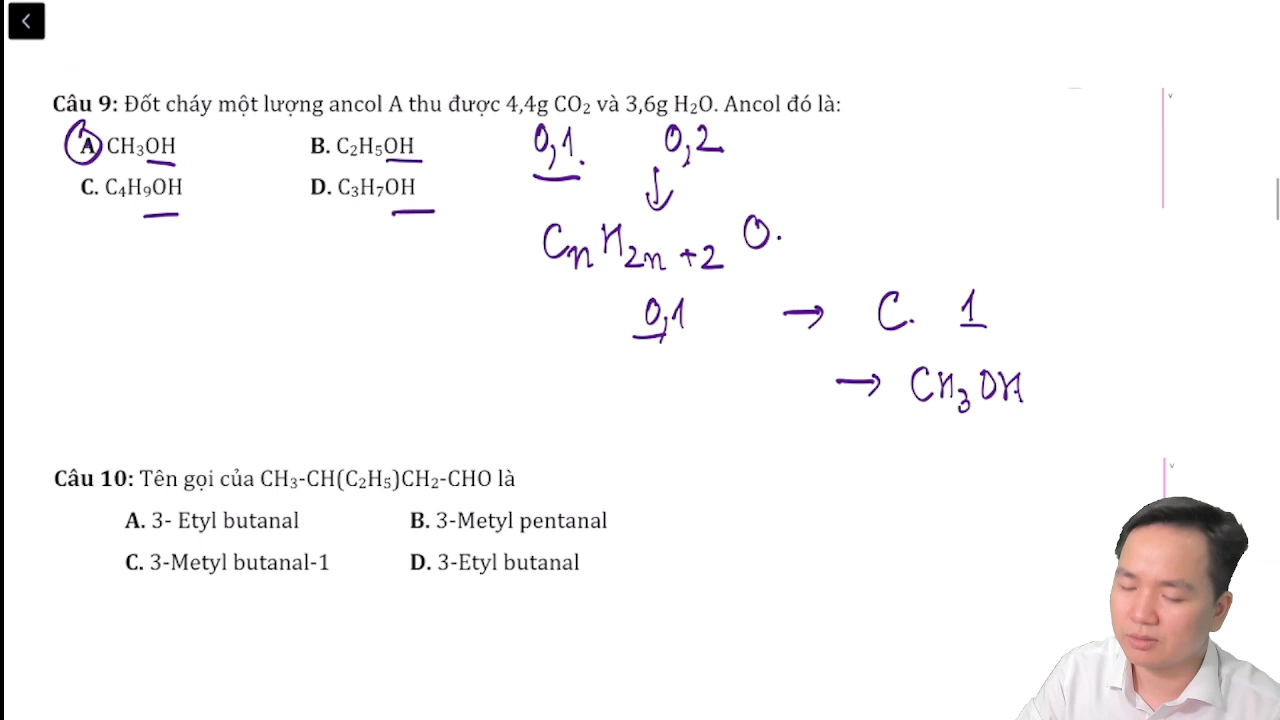 Câu 9: Đốt cháy một lượng ancol A thu được 4,4g CO₂ và 3,6g H₂O. Ancol đó là:
A. CH₃OH B. C₂H₅OH
0,1. 0,2
C. C₄H₉OH D. C₃H₇OH
CₙH₂ₙ₊₂O.
0,1 → C. 1
→ CH₃OH
Câu 10: Tên gọi của CH₃-CH(C₂H₅)CH₂-CHO là
A. 3- Etyl butanal B. 3-Metyl pentanal
C. 3-Metyl butanal-1 D. 3-Etyl butanal